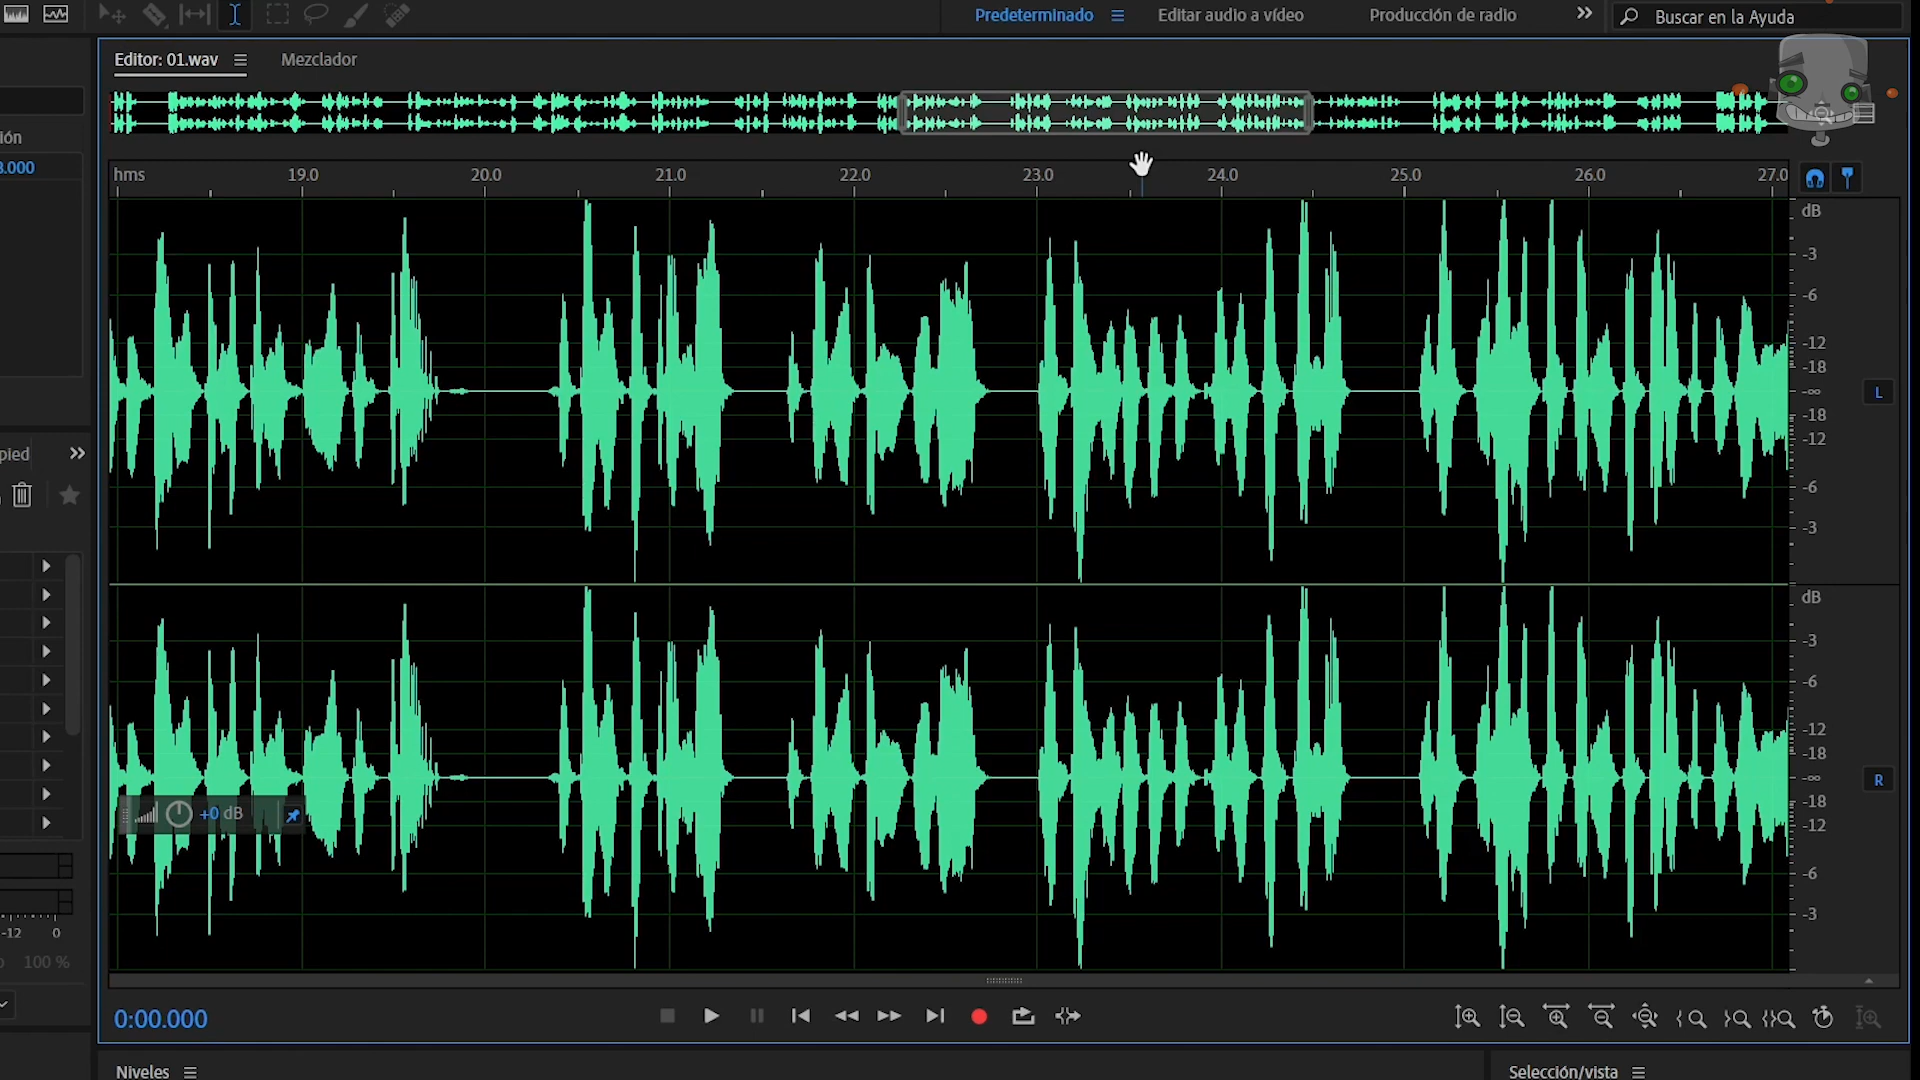 Predeterminado Editar audio a vídeo Producción de radio Buscar en la Ayuda
Editor: 01.wav Mezclador
ión
3.000
hms 19.0 20.0 21.0 22.0 23.0 24.0 25.0 26.0 27.0
dB
-3
-6
-12
-18
-∞
-18
-12
-6
-3
L
pied
dB
-3
-6
-12
-18
-∞
-18
-12
-6
-3
R
+0 dB
-12 0
100 %
0:00.000
Niveles Selección/vista